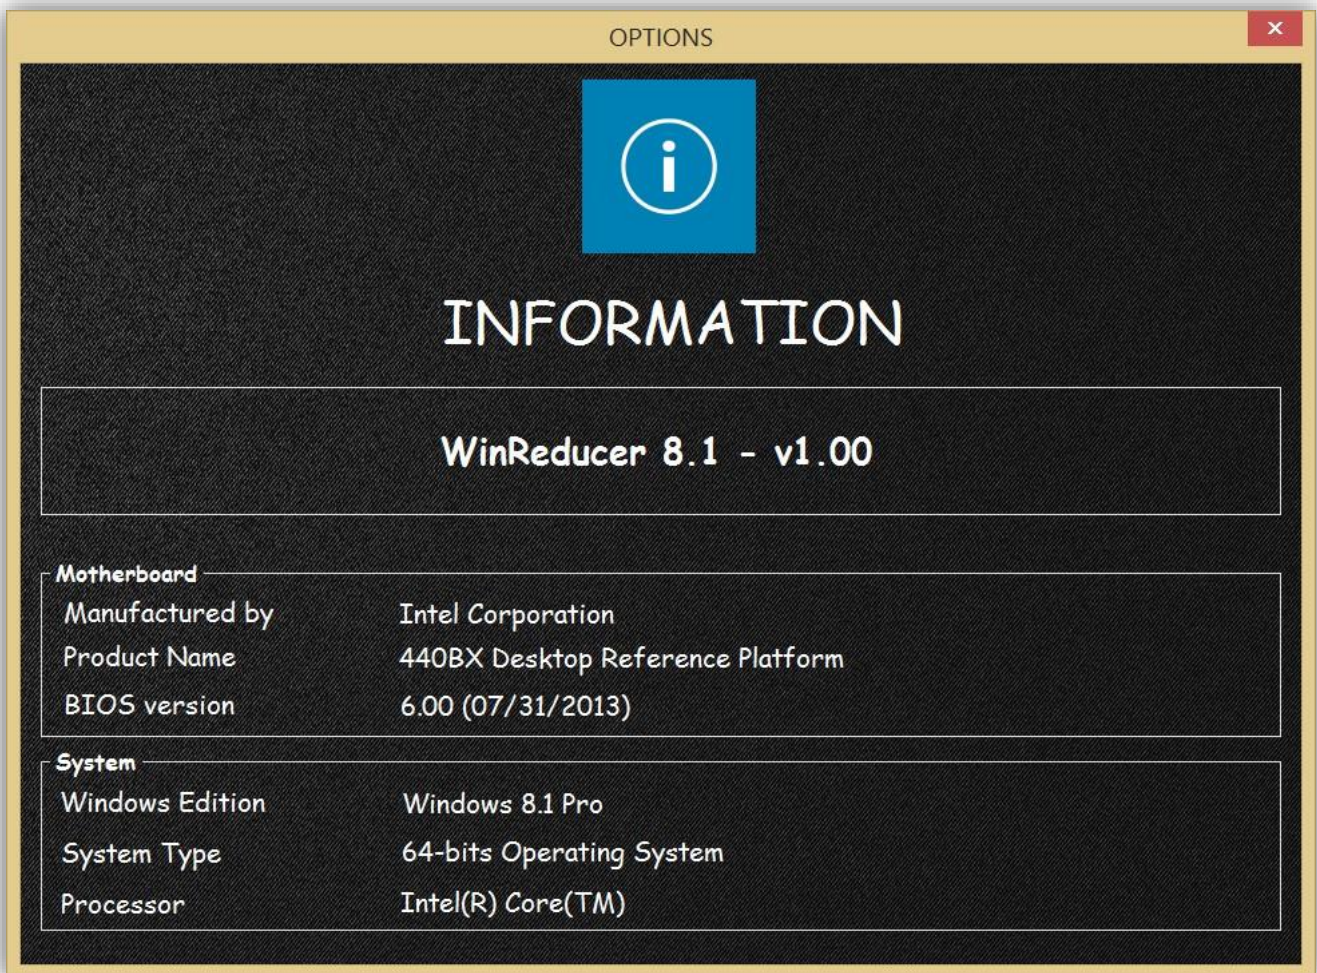 OPTIONS
INFORMATION
WinReducer 8.1 - v1.00
Motherboard
Manufactured by Intel Corporation
Product Name 440BX Desktop Reference Platform
BIOS version 6.00 (07/31/2013)
System
Windows Edition Windows 8.1 Pro
System Type 64-bits Operating System
Processor Intel(R) Core(TM)